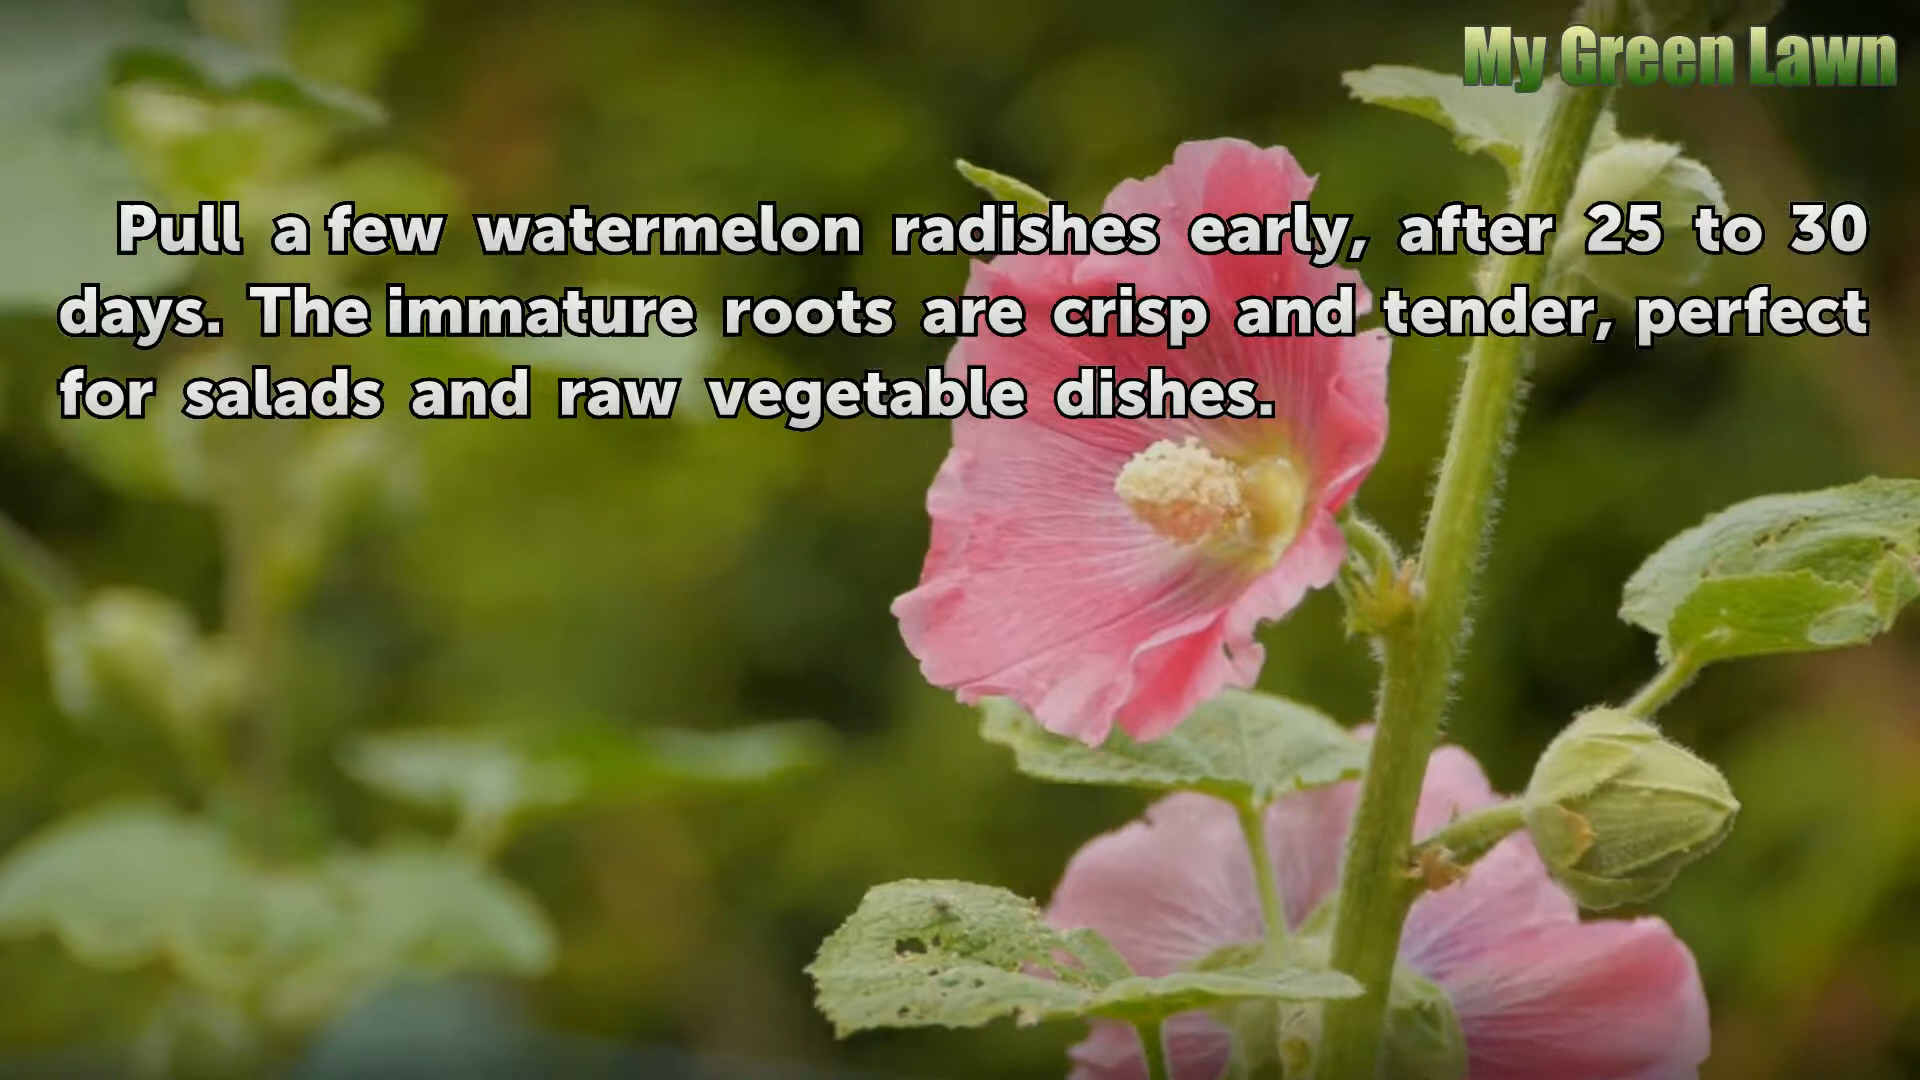 My Green Lawn
Pull a few watermelon radishes early, after 25 to 30
days. The immature roots are crisp and tender, perfect
for salads and raw vegetable dishes.